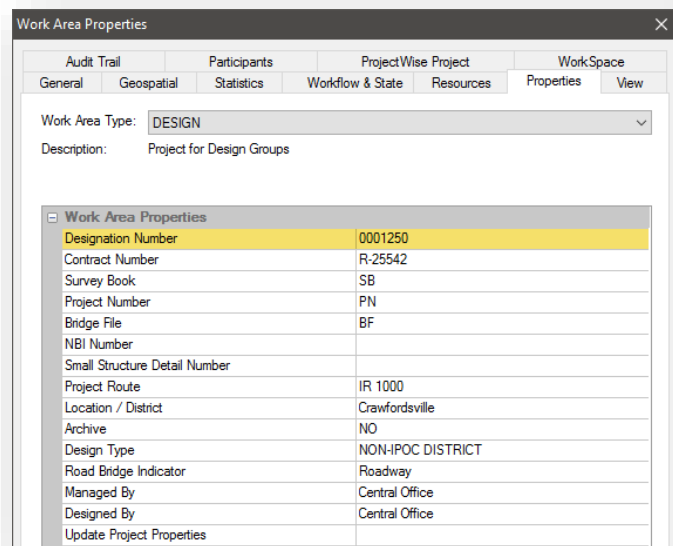 Work Area Properties
Audit Trail Participants ProjectWise Project WorkSpace
General Geospatial Statistics Workflow & State Resources Properties View
Work Area Type: DESIGN
Description: Project for Design Groups
Work Area Properties
Designation Number 0001250
Contract Number R-25542
Survey Book SB
Project Number PN
Bridge File BF
NBI Number
Small Structure Detail Number
Project Route IR 1000
Location / District Crawfordsville
Archive NO
Design Type NON-IPOC DISTRICT
Road Bridge Indicator Roadway
Managed By Central Office
Designed By Central Office
Update Project Properties